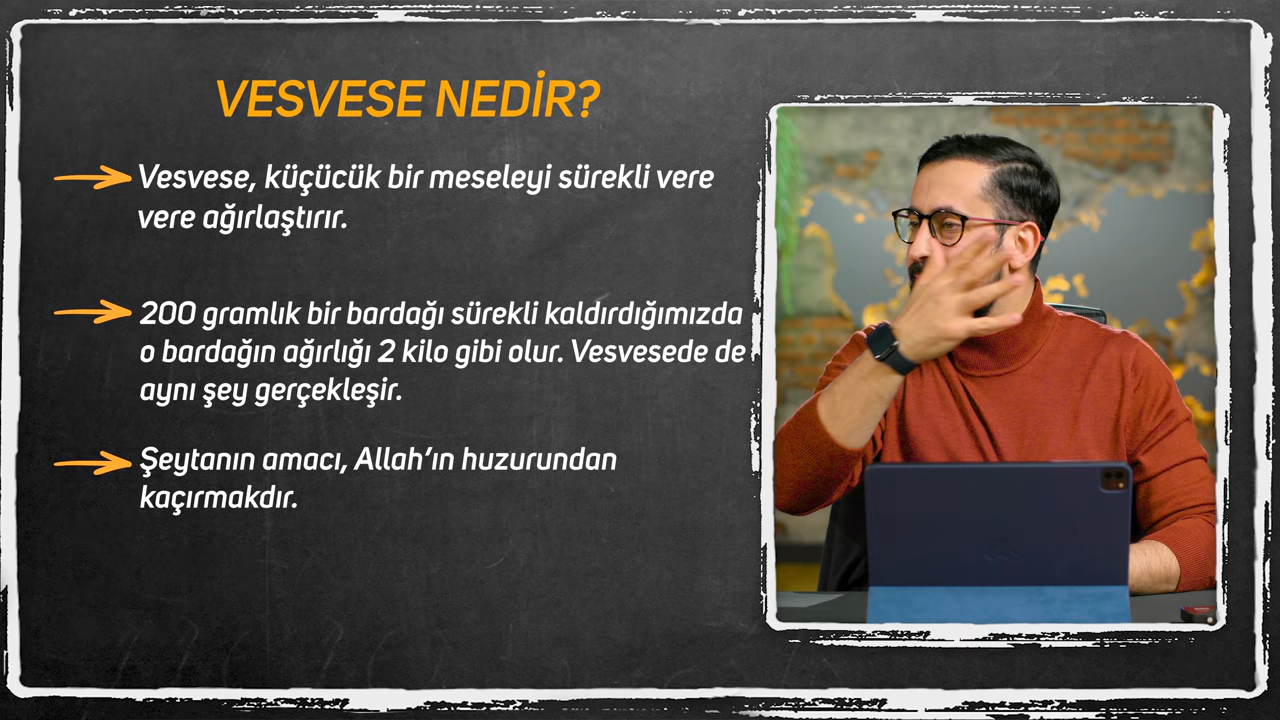 VESVESE NEDİR?
Vesvese, küçücük bir meseleyi sürekli vere
vere ağırlaştırır.
200 gramlık bir bardağı sürekli kaldırdığımızda
o bardağın ağırlığı 2 kilo gibi olur. Vesvesede de
aynı şey gerçekleşir.
Şeytanın amacı, Allah’ın huzurundan
kaçırmakdır.